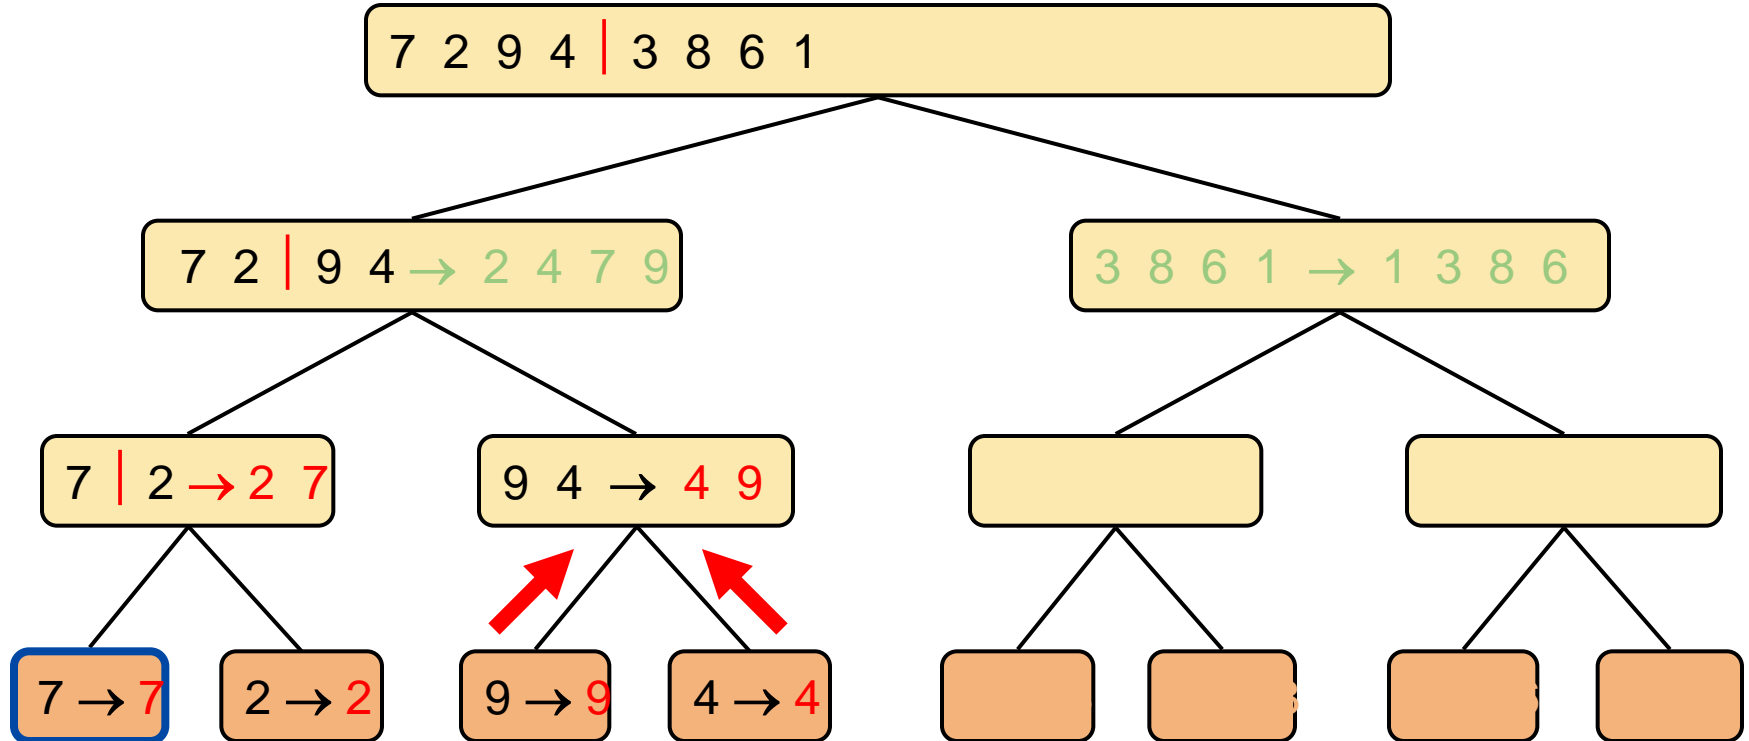 7 2 9 4 | 3 8 6 1
7 2 | 9 4 → 2 4 7 9
3 8 6 1 → 1 3 8 6
7 | 2 → 2 7
9 4 → 4 9
7 → 7
2 → 2
9 → 9
4 → 4